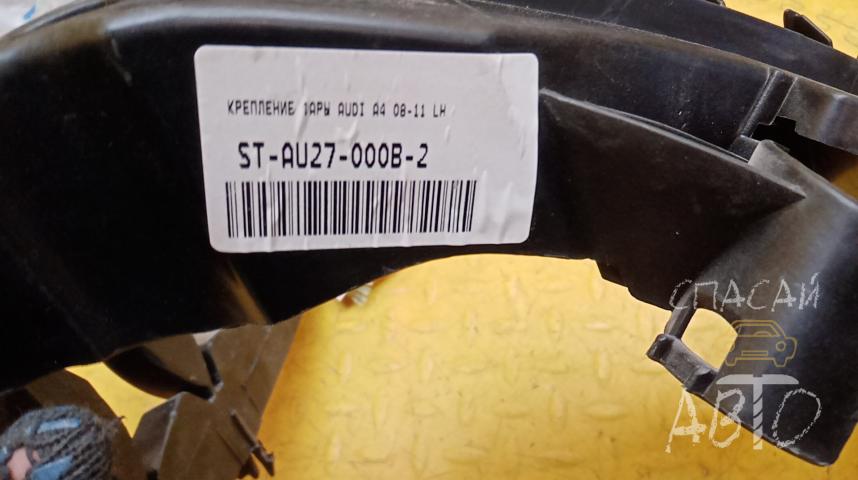 КРЕПЛЕНИЕ ФАРЫ AUDI A4 08-11 LH
ST-AU27-000B-2
СПАСАЙ
АВТО